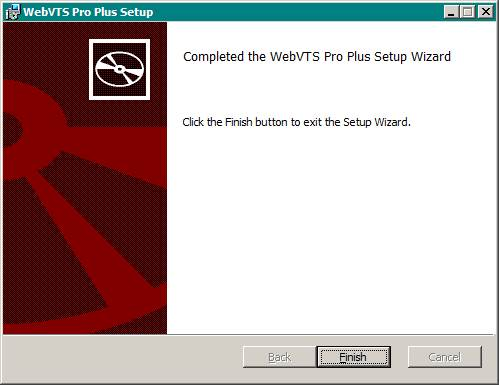 WebVTS Pro Plus Setup
Completed the WebVTS Pro Plus Setup Wizard
Click the Finish button to exit the Setup Wizard.
Back
Finish
Cancel